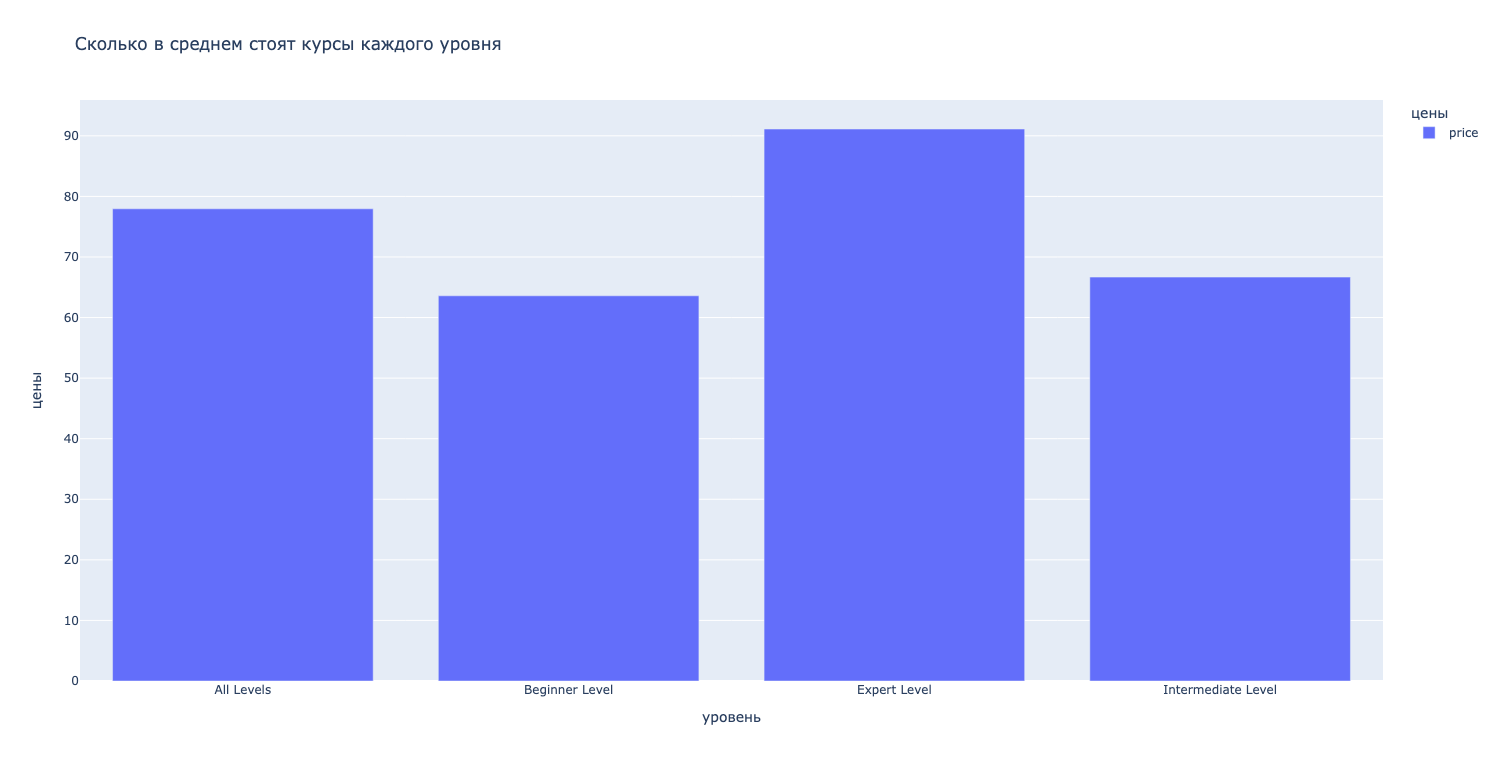 Сколько в среднем стоят курсы каждого уровня
цены
price
90
80
70
60
50
40
30
20
10
0
цены
All Levels
Beginner Level
Expert Level
Intermediate Level
уровень